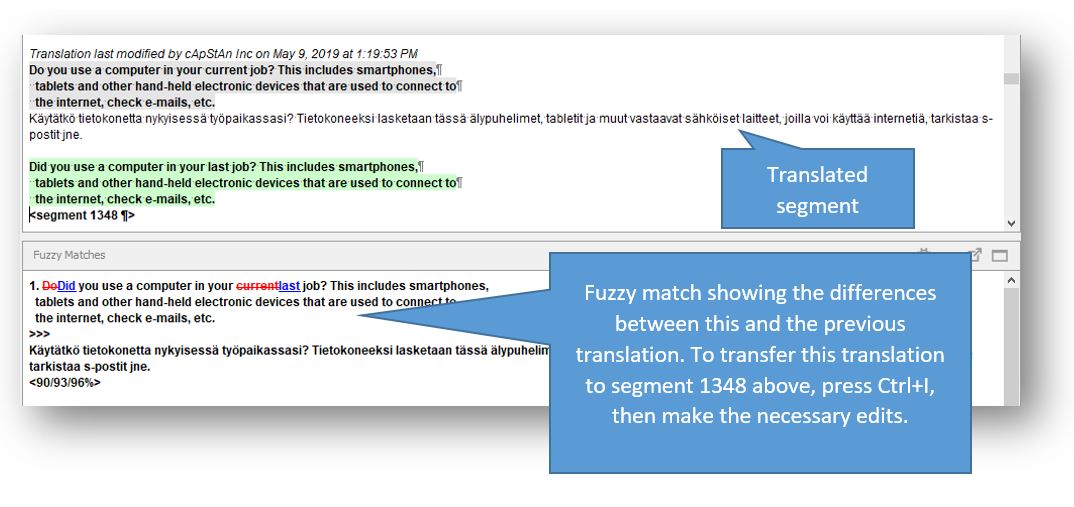 Translation last modified by cApStAn Inc on May 9, 2019 at 1:19:53 PM
Do you use a computer in your current job? This includes smartphones,¶
tablets and other hand-held electronic devices that are used to connect to¶
the internet, check e-mails, etc.
Käytätkö tietokonetta nykyisessä työpaikassasi? Tietokoneeksi lasketaan tässä älypuhelimet, tabletit ja muut vastaavat sähköiset laitteet, joilla voi käyttää internetiä, tarkistaa s-
postit jne.
Did you use a computer in your last job? This includes smartphones,¶
tablets and other hand-held electronic devices that are used to connect to¶
the internet, check e-mails, etc.
<segment 1348 ¶>
Translated
segment
Fuzzy Matches
1. DoDid you use a computer in your currentlast job? This includes smartphones,
tablets and other hand-held electronic devices that are used to connect to
the internet, check e-mails, etc.
>>>
Käytätkö tietokonetta nykyisessä työpaikassasi? Tietokoneeksi lasketaan tässä älypuhelim
tarkistaa s-postit jne.
<90/93/96%>
Fuzzy match showing the differences
between this and the previous
translation. To transfer this translation
to segment 1348 above, press Ctrl+I,
then make the necessary edits.